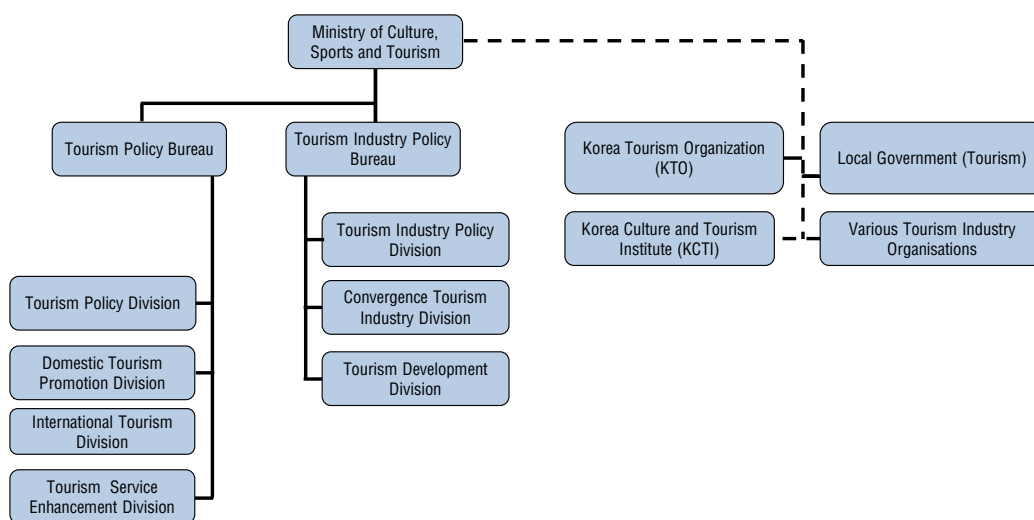 Ministry of Culture,
Sports and Tourism
Tourism Policy Bureau
Tourism Industry Policy
Bureau
Korea Tourism Organization
(KTO)
Local Government (Tourism)
Tourism Industry Policy
Division
Korea Culture and Tourism
Institute (KCTI)
Various Tourism Industry
Organisations
Tourism Policy Division
Convergence Tourism
Industry Division
Domestic Tourism
Promotion Division
Tourism Development
Division
International Tourism
Division
Tourism Service
Enhancement Division